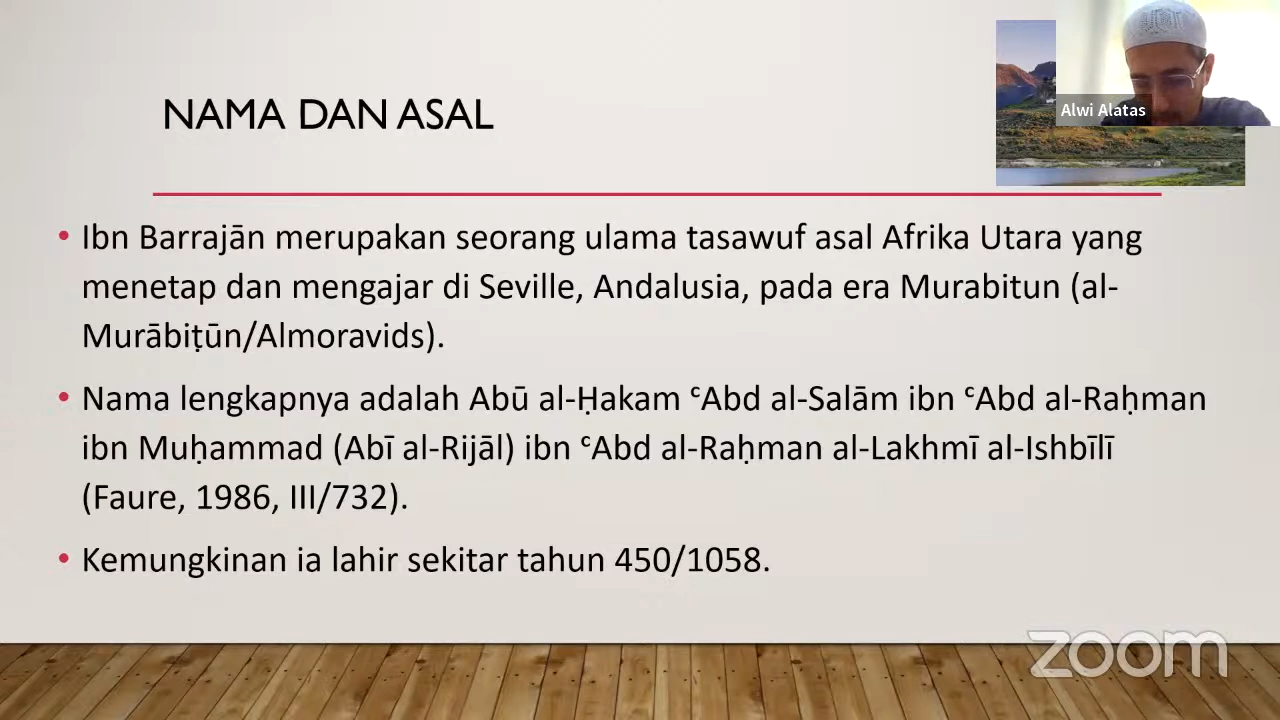 NAMA DAN ASAL
Alwi Alatas
• Ibn Barrajān merupakan seorang ulama tasawuf asal Afrika Utara yang
menetap dan mengajar di Seville, Andalusia, pada era Murabitun (al-
Murābiṭūn/Almoravids).
• Nama lengkapnya adalah Abū al-Ḥakam ʿAbd al-Salām ibn ʿAbd al-Raḥman
ibn Muḥammad (Abī al-Rijāl) ibn ʿAbd al-Raḥman al-Lakhmī al-Ishbīlī
(Faure, 1986, III/732).
• Kemungkinan ia lahir sekitar tahun 450/1058.
zoom